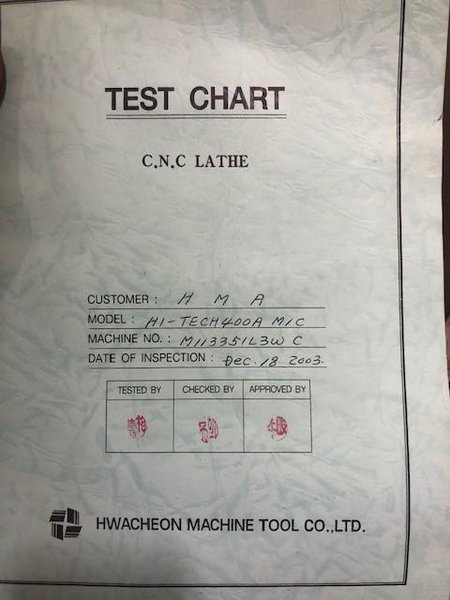 TEST CHART
C.N.C LATHE
CUSTOMER : H M A
MODEL : HI-TECH400A M/C
MACHINE NO. : M113351L3W C
DATE OF INSPECTION : Dec. 18 2003.
TESTED BY CHECKED BY APPROVED BY
HWACHEON MACHINE TOOL CO.,LTD.